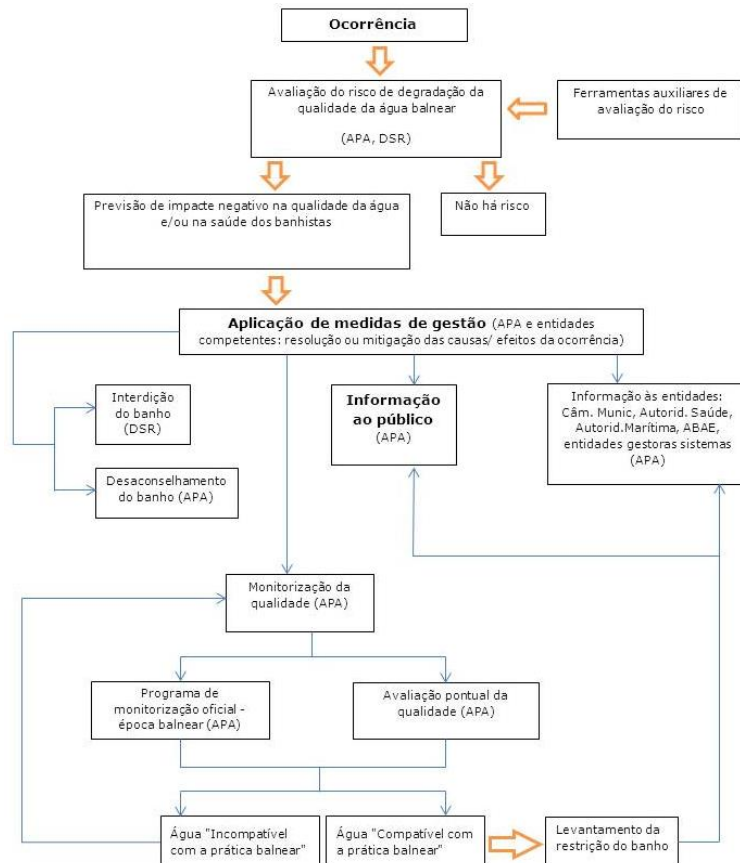 Ocorrência
Avaliação do risco de degradação da
qualidade da água balnear
(APA, DSR)
Ferramentas auxiliares de
avaliação do risco
Previsão de impacte negativo na qualidade da água
e/ou na saúde dos banhistas
Não há risco
Aplicação de medidas de gestão (APA e entidades
competentes: resolução ou mitigação das causas/ efeitos da ocorrência)
Interdição
do banho
(DSR)
Informação
ao público
(APA)
Informação às entidades:
Câm. Munic, Autorid. Saúde,
Autorid.Marítima, ABAE,
entidades gestoras sistemas
(APA)
Desaconselhamento
do banho (APA)
Monitorização da
qualidade (APA)
Programa de
monitorização oficial -
época balnear (APA)
Avaliação pontual da
qualidade (APA)
Água "Incompatível
com a prática balnear"
Água "Compatível com
a prática balnear"
Levantamento da
restrição do banho